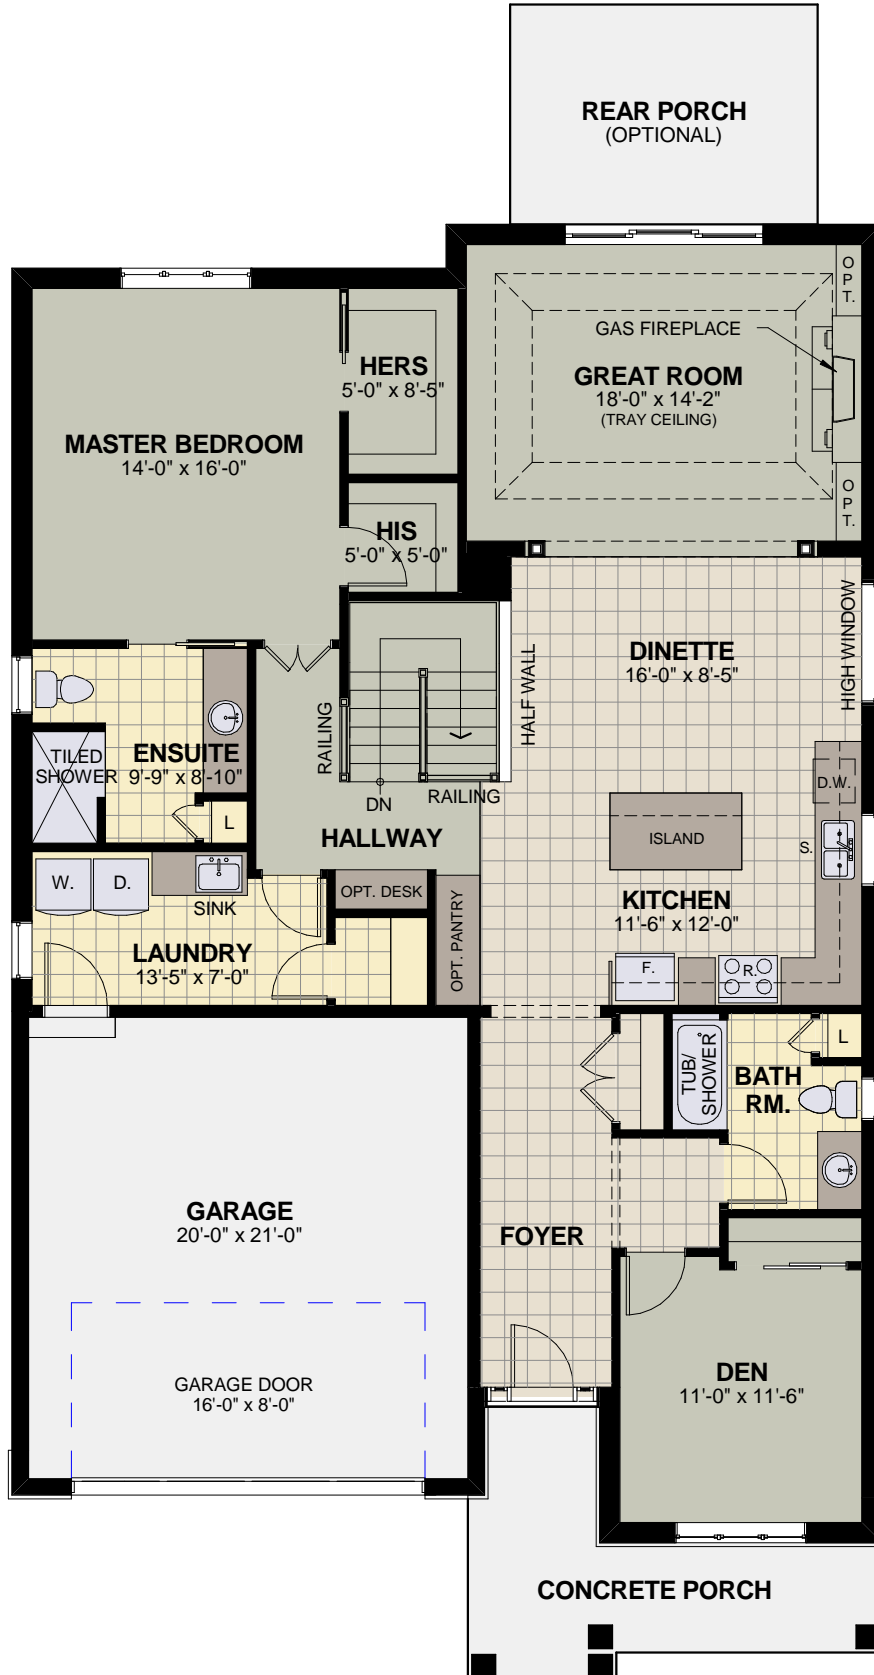 REAR PORCH
(OPTIONAL)
O
P
T.
GAS FIREPLACE
GREAT ROOM
18'-0" x 14'-2"
(TRAY CEILING)
O
P
T.
HERS
5'-0" x 8'-5"
MASTER BEDROOM
14'-0" x 16'-0"
HIS
5'-0" x 5'-0"
HIGH WINDOW
DINETTE
16'-0" x 8'-5"
HALF WALL
RAILING
TILED
SHOWER
ENSUITE
9'-9" x 8'-10"
L
DN
RAILING
HALLWAY
D.W.
ISLAND
S.
KITCHEN
11'-6" x 12'-0"
W.
D.
SINK
OPT. DESK
OPT. PANTRY
LAUNDRY
13'-5" x 7'-0"
F.
R.
TUB/
SHOWER
L
BATH
RM.
GARAGE
20'-0" x 21'-0"
FOYER
GARAGE DOOR
16'-0" x 8'-0"
DEN
11'-0" x 11'-6"
CONCRETE PORCH